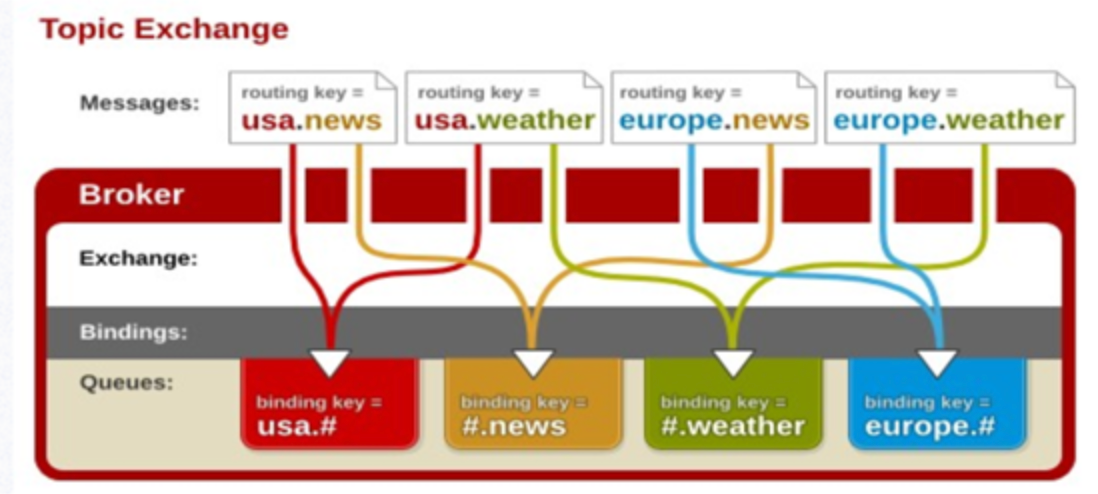 Topic Exchange
Messages:
routing key =
usa.news
routing key =
usa.weather
routing key =
europe.news
routing key =
europe.weather
Broker
Exchange:
Bindings:
Queues:
binding key =
usa.#
binding key =
#.news
binding key =
#.weather
binding key =
europe.#